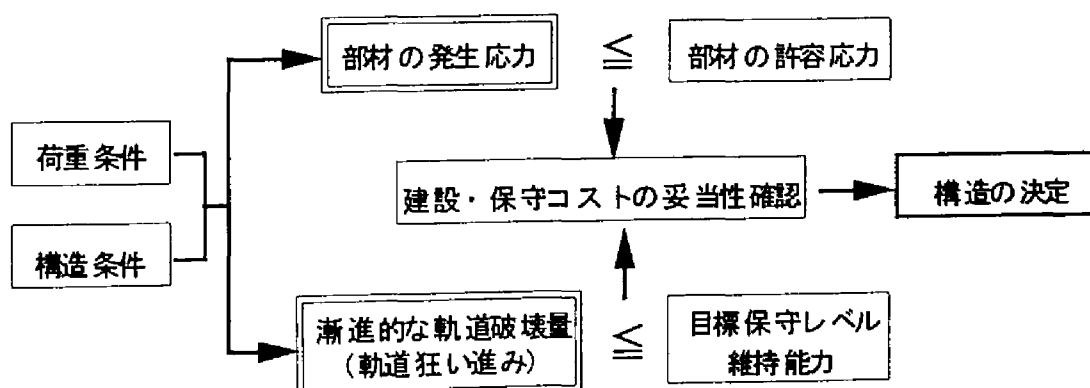 部材の発生応力
≦
部材の許容応力
荷重条件
建設・保守コストの妥当性確認
構造の決定
構造条件
漸進的な軌道破壊量
(軌道狂い進み)
≦
目標保守レベル
維持能力